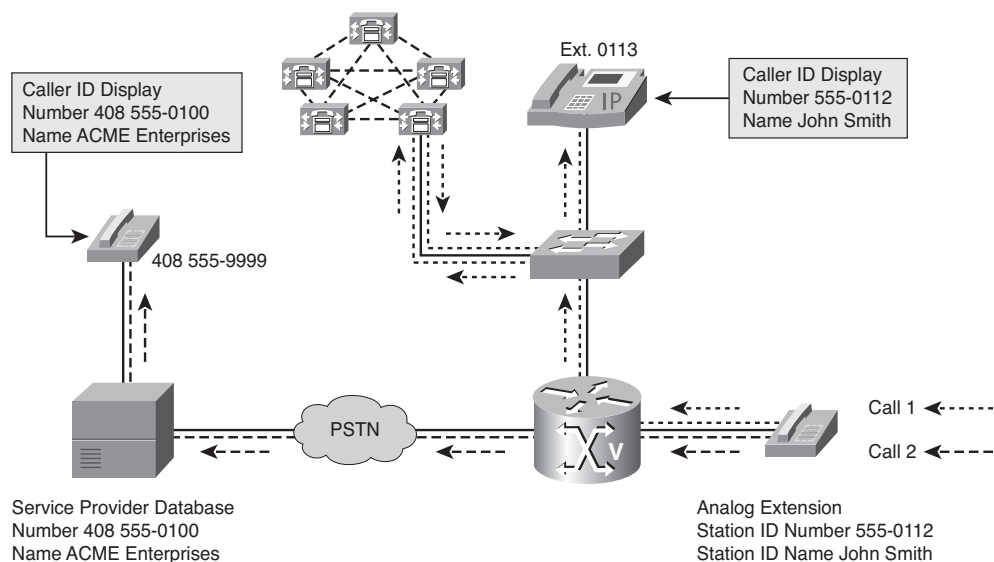 Ext. 0113
Caller ID Display
Number 408 555-0100
Name ACME Enterprises
Caller ID Display
Number 555-0112
Name John Smith
IP
408 555-9999
PSTN
V
Call 1
Call 2
Service Provider Database
Number 408 555-0100
Name ACME Enterprises
Analog Extension
Station ID Number 555-0112
Station ID Name John Smith